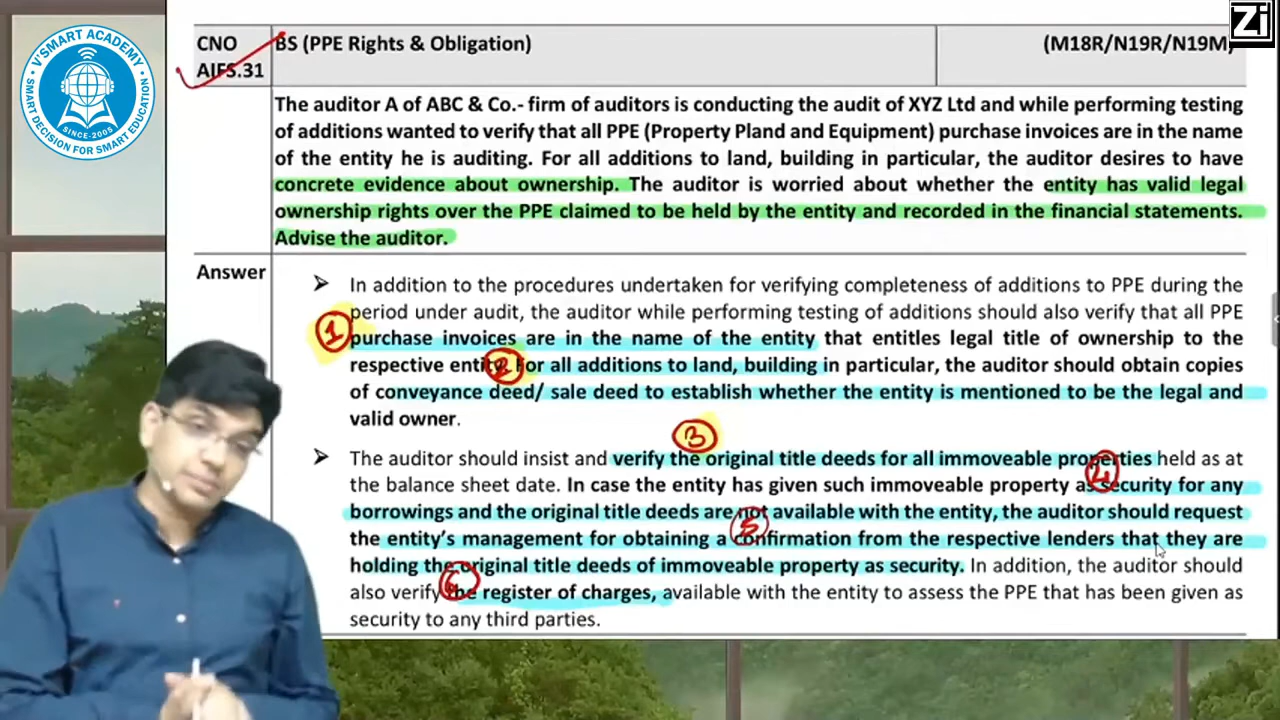 V'SMART ACADEMY
SINCE-2005
SMART DECISION FOR SMART EDUCATION
Zi
CNO
AIFS.31
BS (PPE Rights & Obligation)
(M18R/N19R/N19M)
The auditor A of ABC & Co.- firm of auditors is conducting the audit of XYZ Ltd and while performing testing
of additions wanted to verify that all PPE (Property Pland and Equipment) purchase invoices are in the name
of the entity he is auditing. For all additions to land, building in particular, the auditor desires to have
concrete evidence about ownership. The auditor is worried about whether the entity has valid legal
ownership rights over the PPE claimed to be held by the entity and recorded in the financial statements.
Advise the auditor.
Answer
➢ In addition to the procedures undertaken for verifying completeness of additions to PPE during the
period under audit, the auditor while performing testing of additions should also verify that all PPE
1 purchase invoices are in the name of the entity that entitles legal title of ownership to the
respective entity. 2 For all additions to land, building in particular, the auditor should obtain copies
of conveyance deed/ sale deed to establish whether the entity is mentioned to be the legal and
valid owner.
3
➢ The auditor should insist and verify the original title deeds for all immoveable properties held as at
4
the balance sheet date. In case the entity has given such immoveable property as security for any
borrowings and the original title deeds are not available with the entity, the auditor should request
5
the entity's management for obtaining a confirmation from the respective lenders that they are
holding the original title deeds of immoveable property as security. In addition, the auditor should
6
also verify the register of charges, available with the entity to assess the PPE that has been given as
security to any third parties.